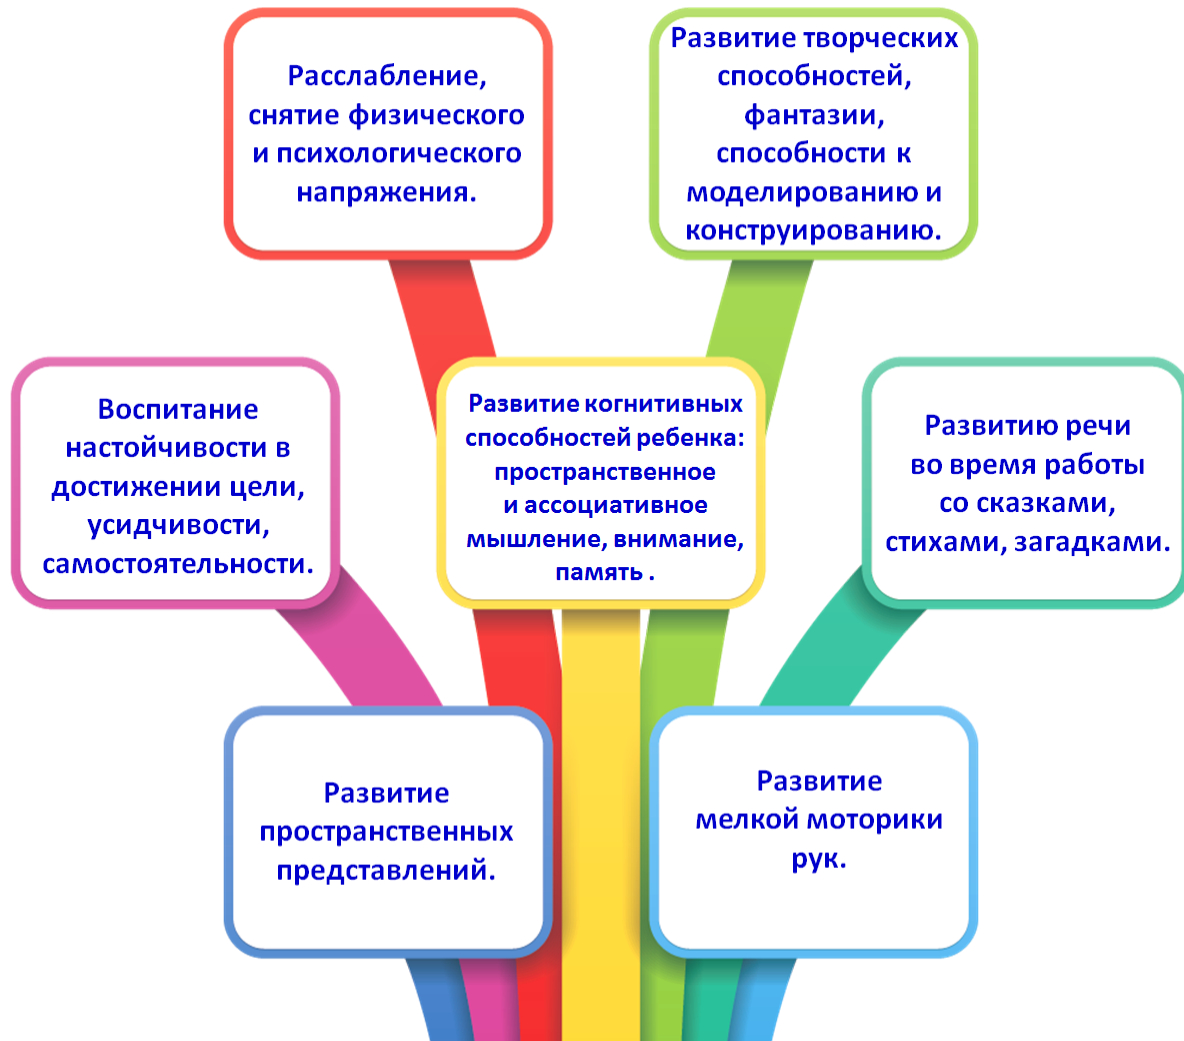 Расслабление,
снятие физического
и психологического
напряжения.
Развитие творческих
способностей,
фантазии,
способности к
моделированию и
конструированию.
Воспитание
настойчивости в
достижении цели,
усидчивости,
самостоятельности.
Развитие когнитивных
способностей ребенка:
пространственное
и ассоциативное
мышление, внимание,
память .
Развитию речи
во время работы
со сказками,
стихами, загадками.
Развитие
пространственных
представлений.
Развитие
мелкой моторики
рук.